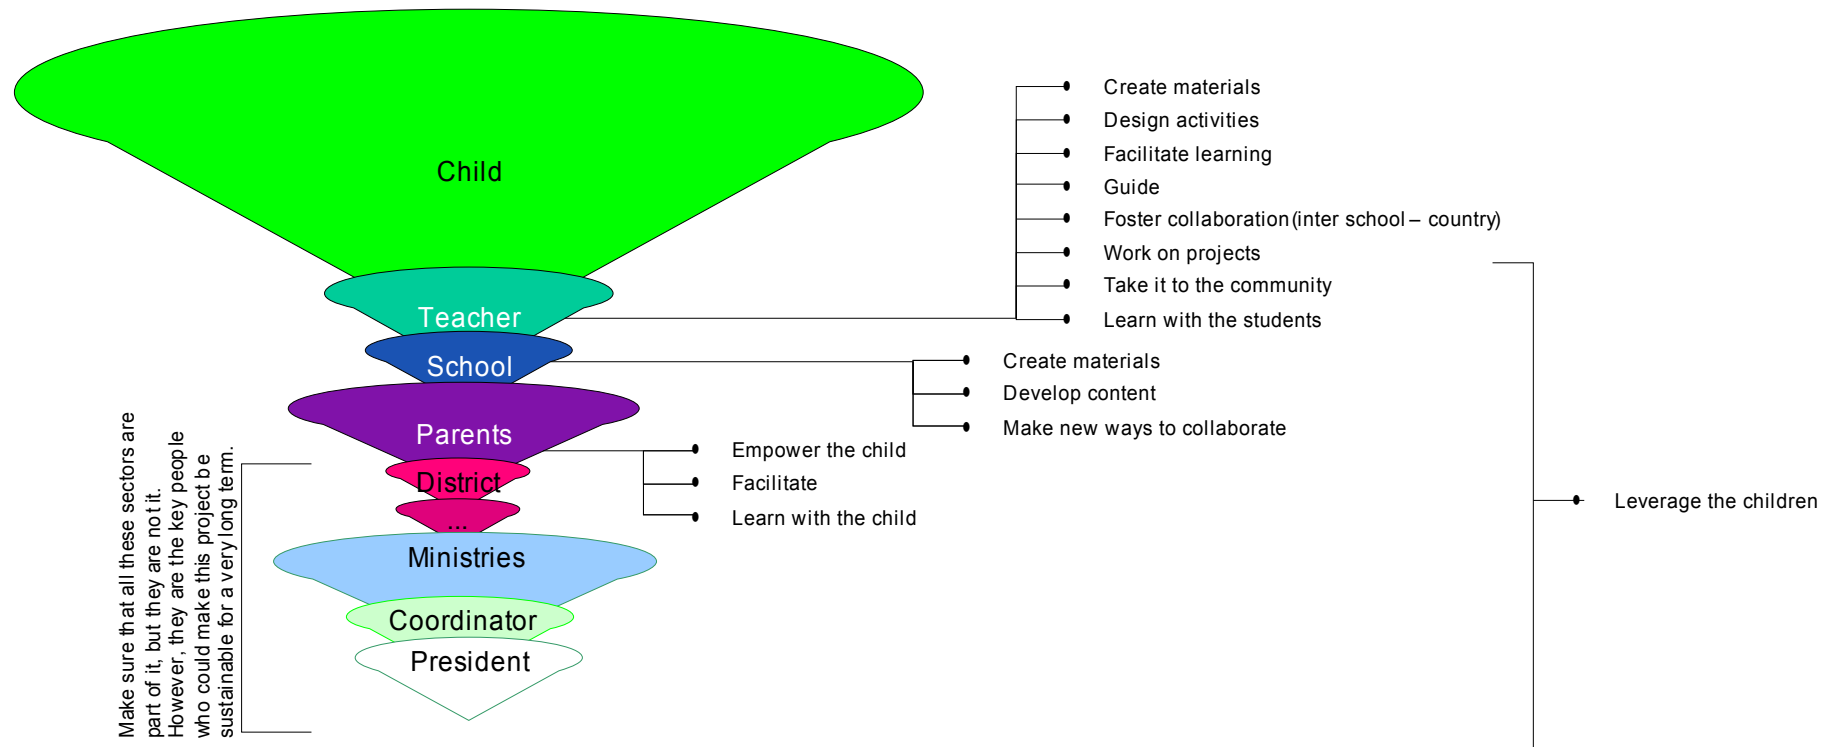 Child
Teacher
School
Parents
District
...
Ministries
Coordinator
President
Create materials
Design activities
Facilitate learning
Guide
Foster collaboration (inter school – country)
Work on projects
Take it to the community
Learn with the students
Create materials
Develop content
Make new ways to collaborate
Empower the child
Facilitate
Learn with the child
Leverage the children
Make sure that all these sectors are
part of it, but they are not it.
However, they are the key people
who could make this project be
sustainable for a very long term.